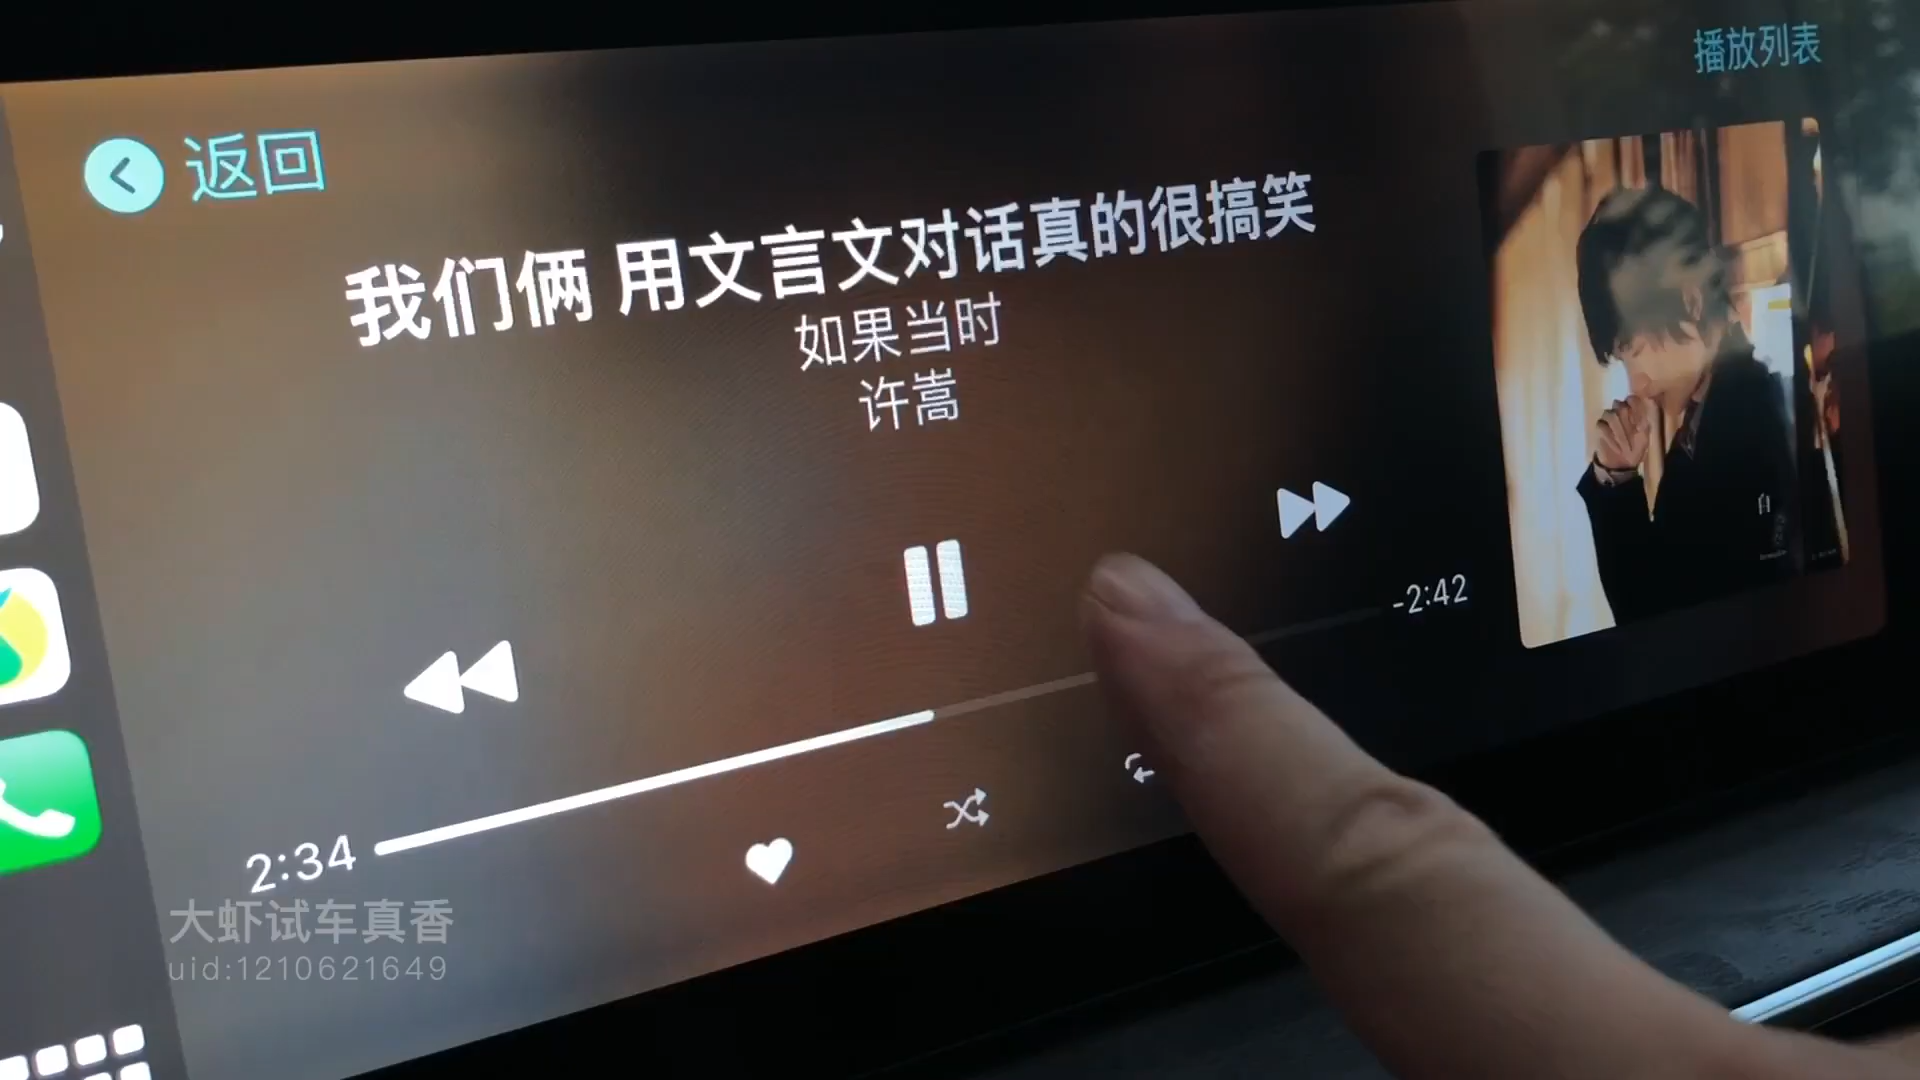 播放列表
返回
我们俩 用文言文对话真的很搞笑
如果当时
许嵩
-2:42
2:34
大虾试车真香
uid:1210621649